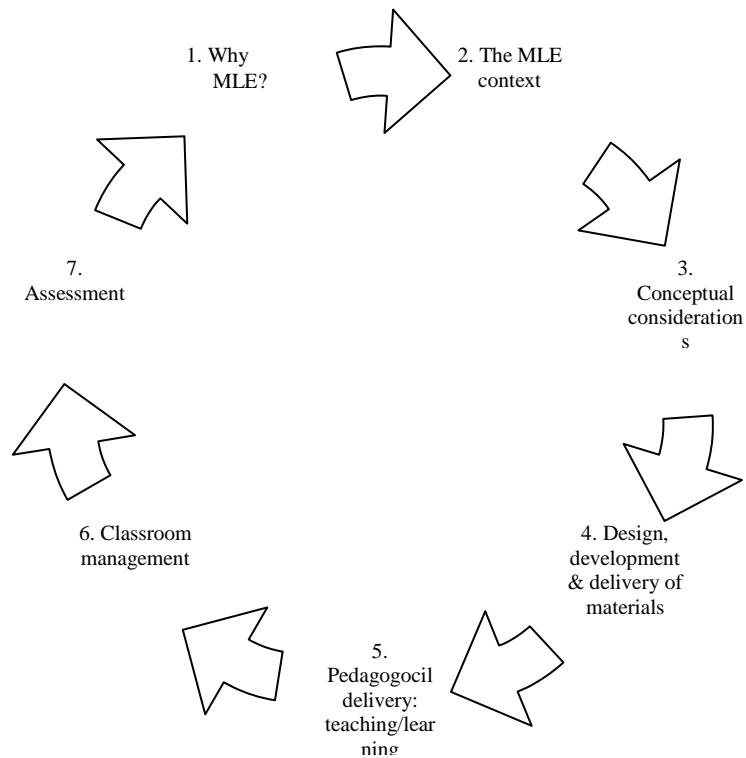 1. Why
MLE?
2. The MLE
context
3.
Conceptual
consideration
s
4. Design,
development
& delivery of
materials
5.
Pedagogocil
delivery:
teaching/lear
ning
6. Classroom
management
7.
Assessment